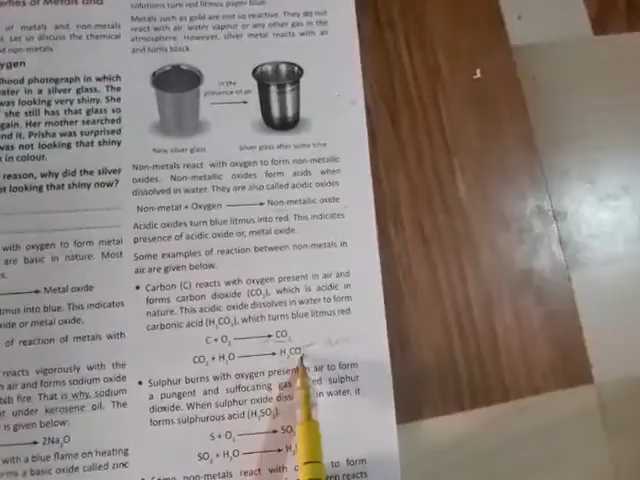 of metals and non-metals
Let us discuss the chemical
d non-metals
ygen
dhood photograph in which
ater in a silver glass. The
was looking very shiny. She
she still has that glass so
gain. Her mother searched
nd it. Prisha was surprised
was not looking that shiny
in colour.
reason, why did the silver
ot looking that shiny now?
with oxygen to form metal
are basic in nature. Most
s.
Metal oxide
tmus into blue. This indicates
xide or metal oxide.
of reaction of metals with
reacts vigorously with the
n air and forms sodium oxide
tch fire. That is why, sodium
under kerosene oil. The
is given below:
2Na₂O
with a blue flame on heating
rms a basic oxide called zinc
solutions turn red litmus paper blue.
Metals such as gold are not so reactive. They do not
react with air, water vapour or any other gas in the
atmosphere. However, silver metal reacts with air
and turns black.
in the
presence of air
New silver glass
Silver glass after some time
Non-metals react with oxygen to form non-metallic
oxides. Non-metallic oxides form acids when
dissolved in water. They are also called acidic oxides
Non-metal + Oxygen → Non-metallic oxide
Acidic oxides turn blue litmus into red. This indicates
presence of acidic oxide or, metal oxide.
Some examples of reaction between non-metals in
air are given below.
• Carbon (C) reacts with oxygen present in air and
forms carbon dioxide (CO₂), which is acidic in
nature. This acidic oxide dissolves in water to form
carbonic acid (H₂CO₃), which turns blue litmus red
C + O₂ → CO₂
CO₂ + H₂O → H₂CO
• Sulphur burns with oxygen present in air to form
a pungent and suffocating gas ed sulphur
dioxide. When sulphur oxide diss in water, it
forms sulphurous acid (H₂SO₃).
S + O₂ → SO
SO₂ + H₂O → H
non-metals react with to form